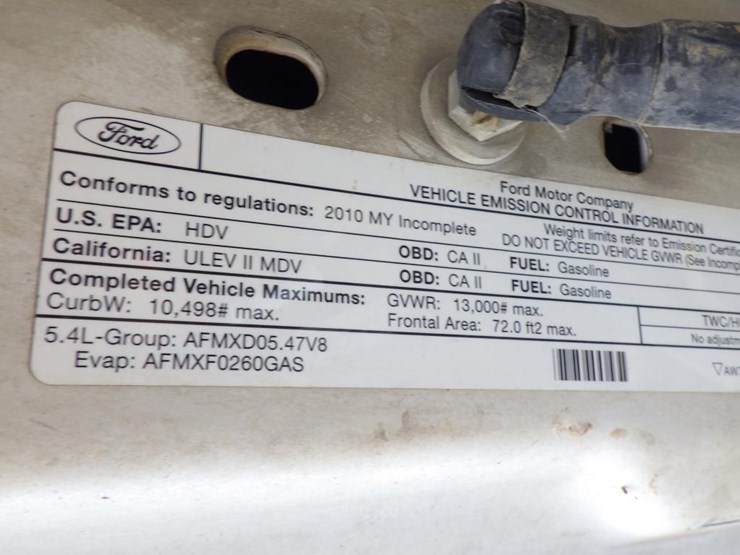 Ford
Ford Motor Company
VEHICLE EMISSION CONTROL INFORMATION
Conforms to regulations: 2010 MY Incomplete
Weight limits refer to Emission
DO NOT EXCEED VEHICLE GVWR (See
U.S. EPA: HDV OBD: CA II FUEL: Gasoline
California: ULEV II MDV OBD: CA II FUEL: Gasoline
Completed Vehicle Maximums: GVWR: 13,000# max.
CurbW: 10,498# max. Frontal Area: 72.0 ft2 max.
TWC/H
No
5.4L-Group: AFMXD05.47V8
Evap: AFMXF0260GAS